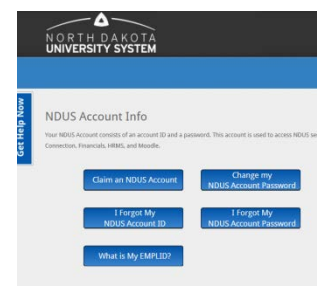 NORTH DAKOTA
UNIVERSITY SYSTEM
Get Help Now
NDUS Account Info
Your NDUS Account consists of an account ID and a password. This account is used to access NDUS se
Connection, Financials, HRMS, and Moodle.
Claim an NDUS Account
Change my
NDUS Account Password
I Forgot My
NDUS Account ID
I Forgot My
NDUS Account Password
What is My EMPLID?